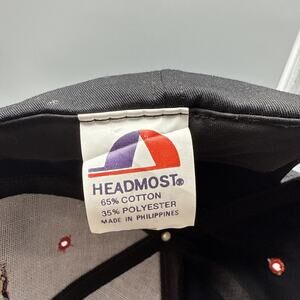 HEADMOST®
65% COTTON
35% POLYESTER
MADE IN PHILIPPINES